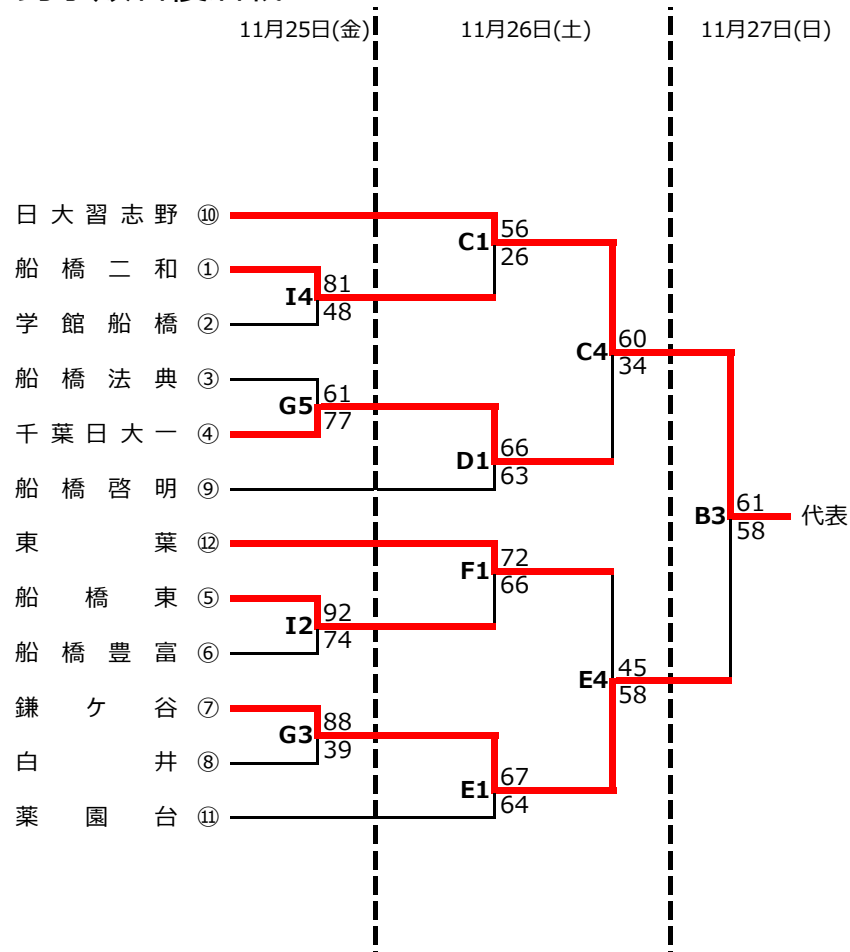 11月25日(金) 11月26日(土) 11月27日(日)
日大習志野 ⑩
56
C1
26
船橋二和 ①
81
I4
48
学館船橋 ②
60
C4
34
船橋法典 ③
61
G5
77
千葉日大一 ④
66
D1
63
船橋啓明 ⑨
61
B3 代表
58
東葉 ⑫
72
F1
66
船橋東 ⑤
92
I2
74
船橋豊富 ⑥
45
E4
58
鎌ケ谷 ⑦
88
G3
39
白井 ⑧
67
E1
64
薬園台 ⑪